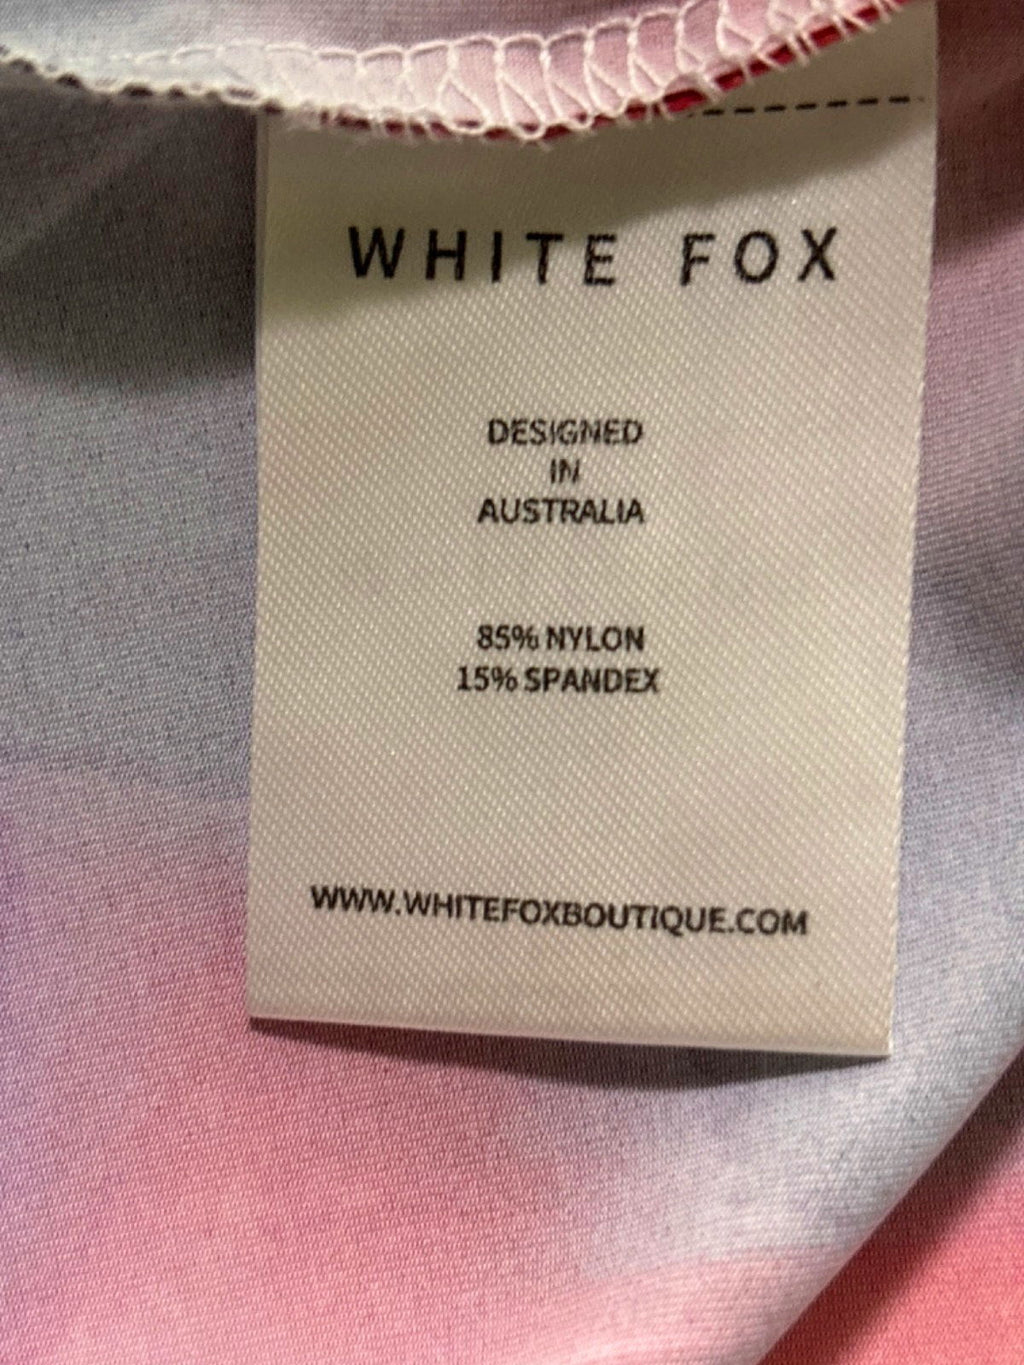 WHITE FOX
DESIGNED
IN
AUSTRALIA
85% NYLON
15% SPANDEX
WWW.WHITEFOXBOUTIQUE.COM